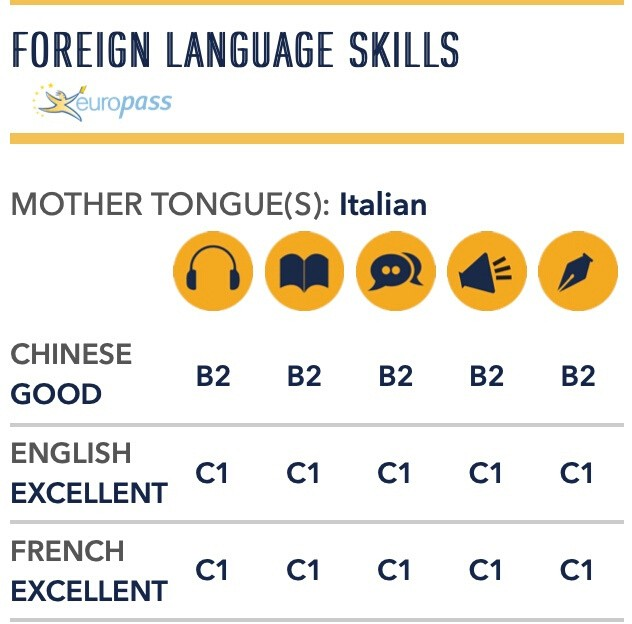 FOREIGN LANGUAGE SKILLS
europass
MOTHER TONGUE(S): Italian
CHINESE
GOOD
B2 B2 B2 B2 B2
ENGLISH
EXCELLENT
C1 C1 C1 C1 C1
FRENCH
EXCELLENT
C1 C1 C1 C1 C1